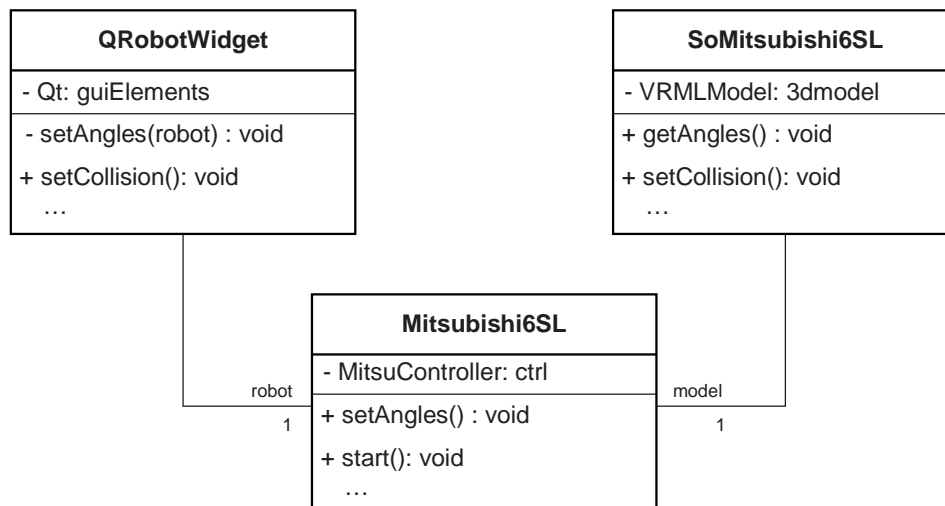 QRobotWidget
- Qt: guiElements
- setAngles(robot) : void
+ setCollision(): void
…
SoMitsubishi6SL
- VRMLModel: 3dmodel
+ getAngles() : void
+ setCollision(): void
…
Mitsubishi6SL
- MitsuController: ctrl
+ setAngles() : void
+ start(): void
…
robot
1
model
1